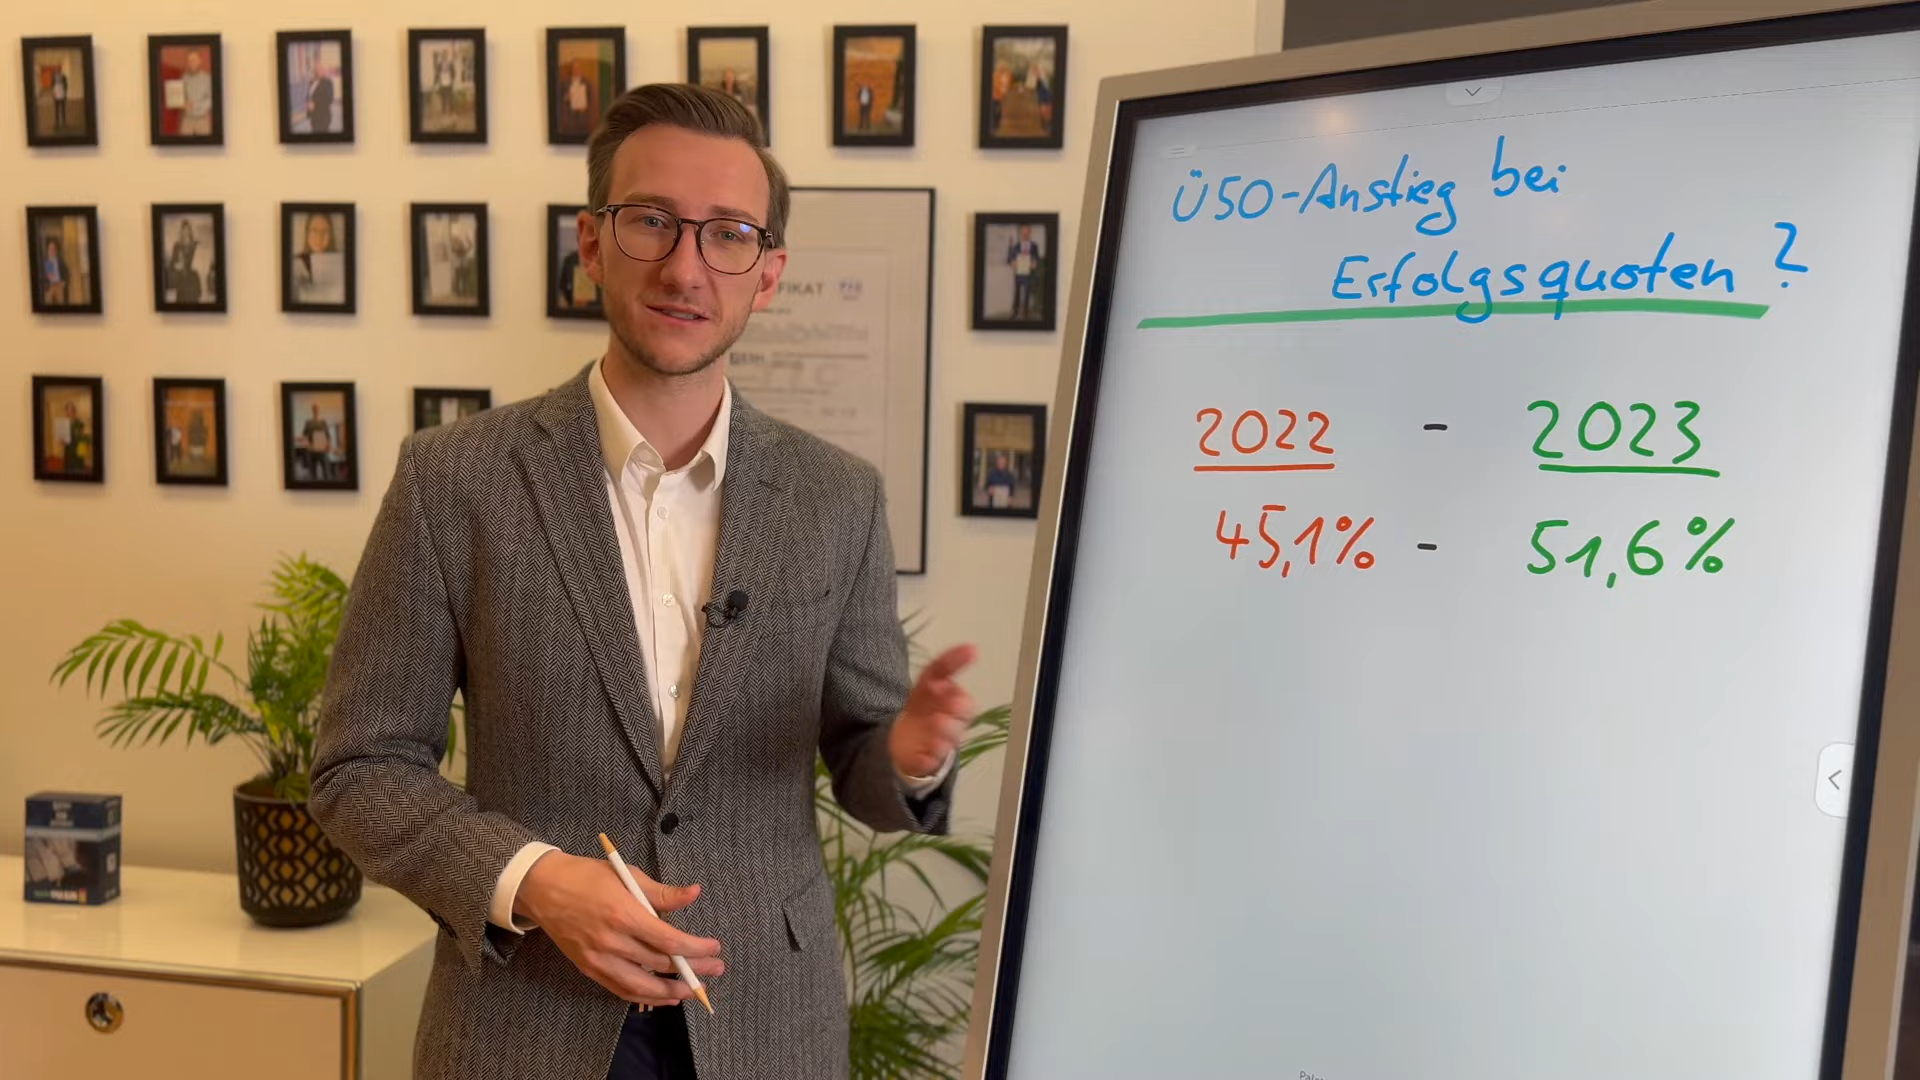 Ü50-Anstieg bei
Erfolgsquoten?
2022 - 2023
45,1% - 51,6%